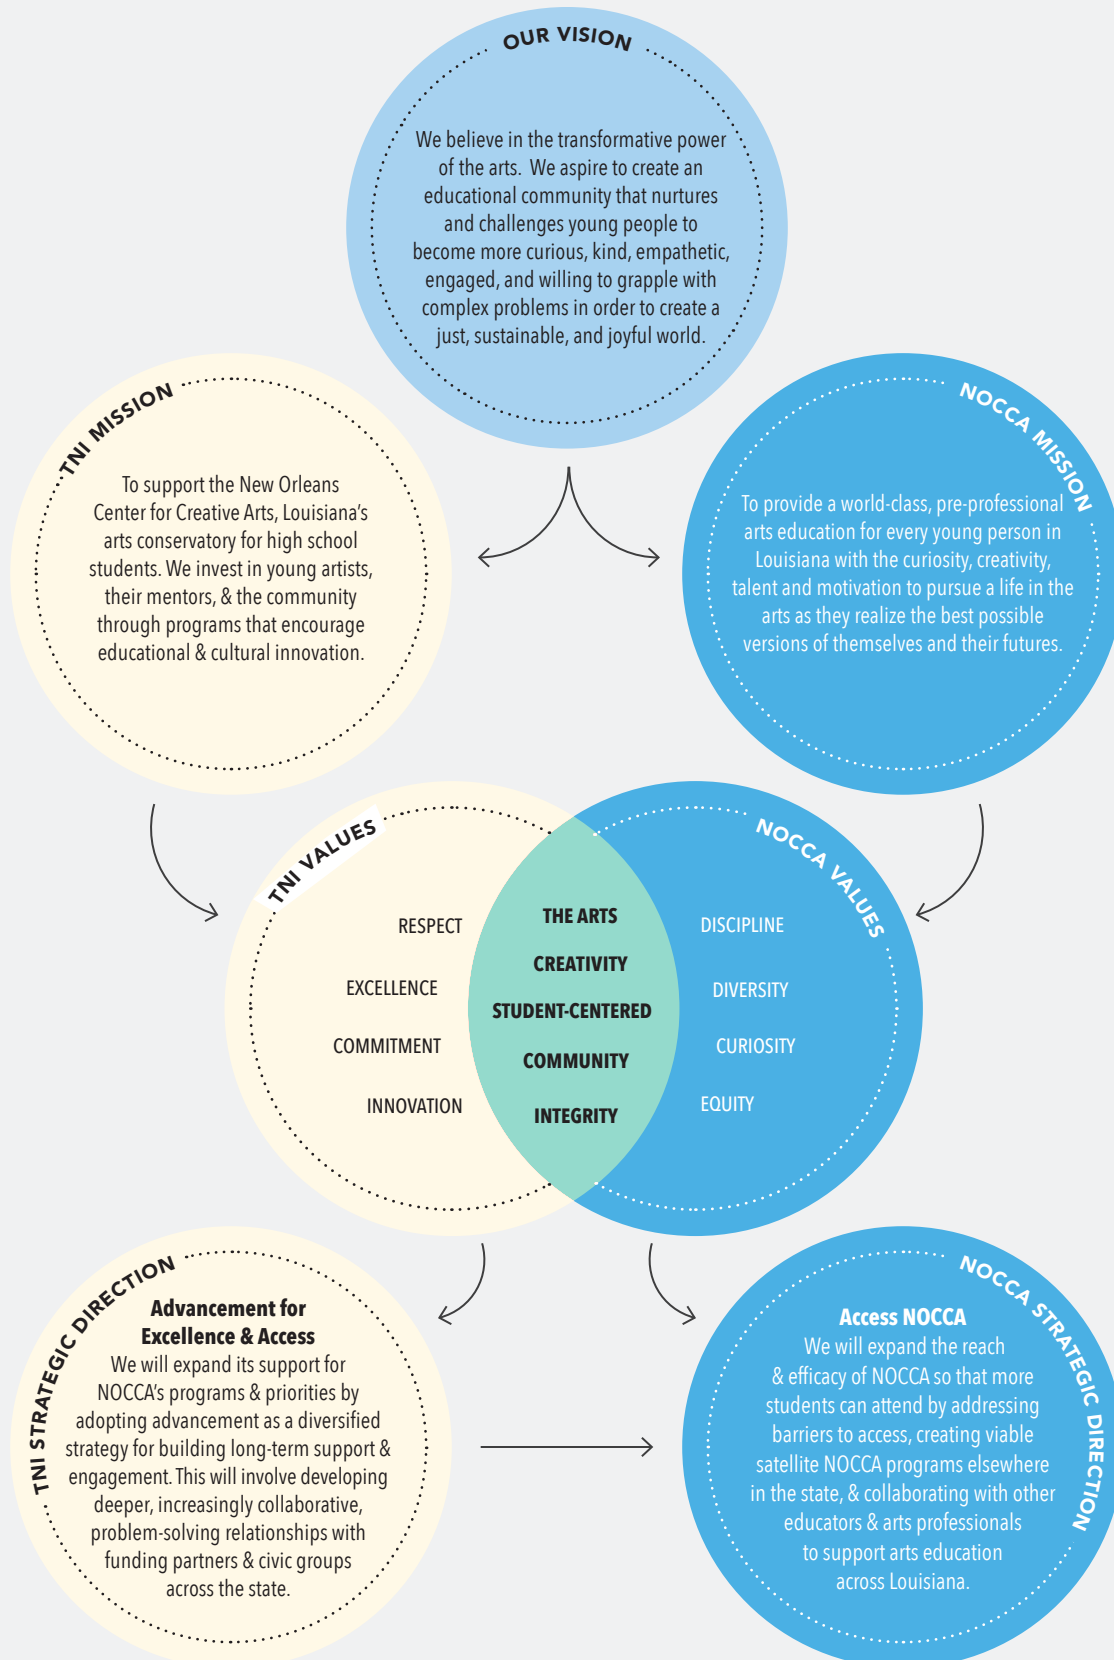 OUR VISION
We believe in the transformative power
of the arts. We aspire to create an
educational community that nurtures
and challenges young people to
become more curious, kind, empathetic,
engaged, and willing to grapple with
complex problems in order to create a
just, sustainable, and joyful world.
TNI MISSION
To support the New Orleans
Center for Creative Arts, Louisiana's
arts conservatory for high school
students. We invest in young artists,
their mentors, & the community
through programs that encourage
educational & cultural innovation.
NOCCA MISSION
To provide a world-class, pre-professional
arts education for every young person in
Louisiana with the curiosity, creativity,
talent and motivation to pursue a life in the
arts as they realize the best possible
versions of themselves and their futures.
TNI VALUES
RESPECT
EXCELLENCE
COMMITMENT
INNOVATION
THE ARTS
CREATIVITY
STUDENT-CENTERED
COMMUNITY
INTEGRITY
NOCCA VALUES
DISCIPLINE
DIVERSITY
CURIOSITY
EQUITY
TNI STRATEGIC DIRECTION
Advancement for
Excellence & Access
We will expand its support for
NOCCA's programs & priorities by
adopting advancement as a diversified
strategy for building long-term support &
engagement. This will involve developing
deeper, increasingly collaborative,
problem-solving relationships with
funding partners & civic groups
across the state.
NOCCA STRATEGIC DIRECTION
Access NOCCA
We will expand the reach
& efficacy of NOCCA so that more
students can attend by addressing
barriers to access, creating viable
satellite NOCCA programs elsewhere
in the state, & collaborating with other
educators & arts professionals
to support arts education
across Louisiana.